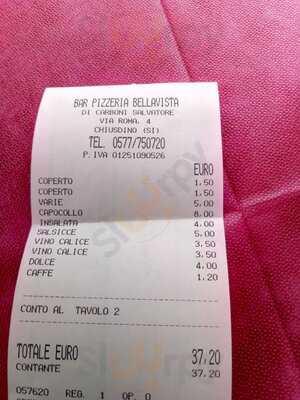 BAR PIZZERIA BELLAVISTA
DI CARBONI SALVATORE
VIA ROMA. 4
CHIUSDINO (SI)
TEL. 0577/750720
P.IVA 01251090526
EURO
COPERTO 1,50
COPERTO 1,50
VARIE 5,00
CAPOCOLLO 8,00
INSALATA 4,00
SALSICCE 5,00
VINO CALICE 3,50
VINO CALICE 3,50
DOLCE 4,00
CAFFE 1,20
CONTO AL TAVOLO 2
TOTALE EURO 37,20
CONTANTE 37,20
057620 REG. 1 OP. 0